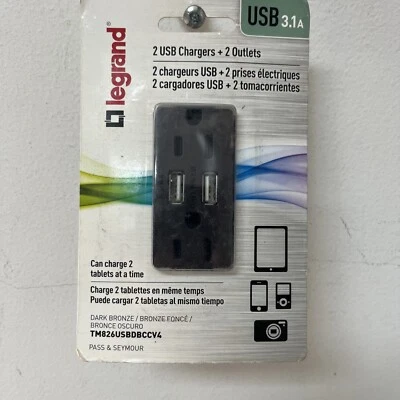 USB 3.1A
legrand
2 USB Chargers + 2 Outlets
2 chargeurs USB + 2 prises électriques
2 cargadores USB + 2 tomacorrientes
Can charge 2
tablets at a time
Charge 2 tablettes en même temps
Puede cargar 2 tabletas al mismo tiempo
DARK BRONZE / BRONZE FONCÉ /
BRONCE OSCURO
TM826USBDBCCV4
PASS & SEYMOUR